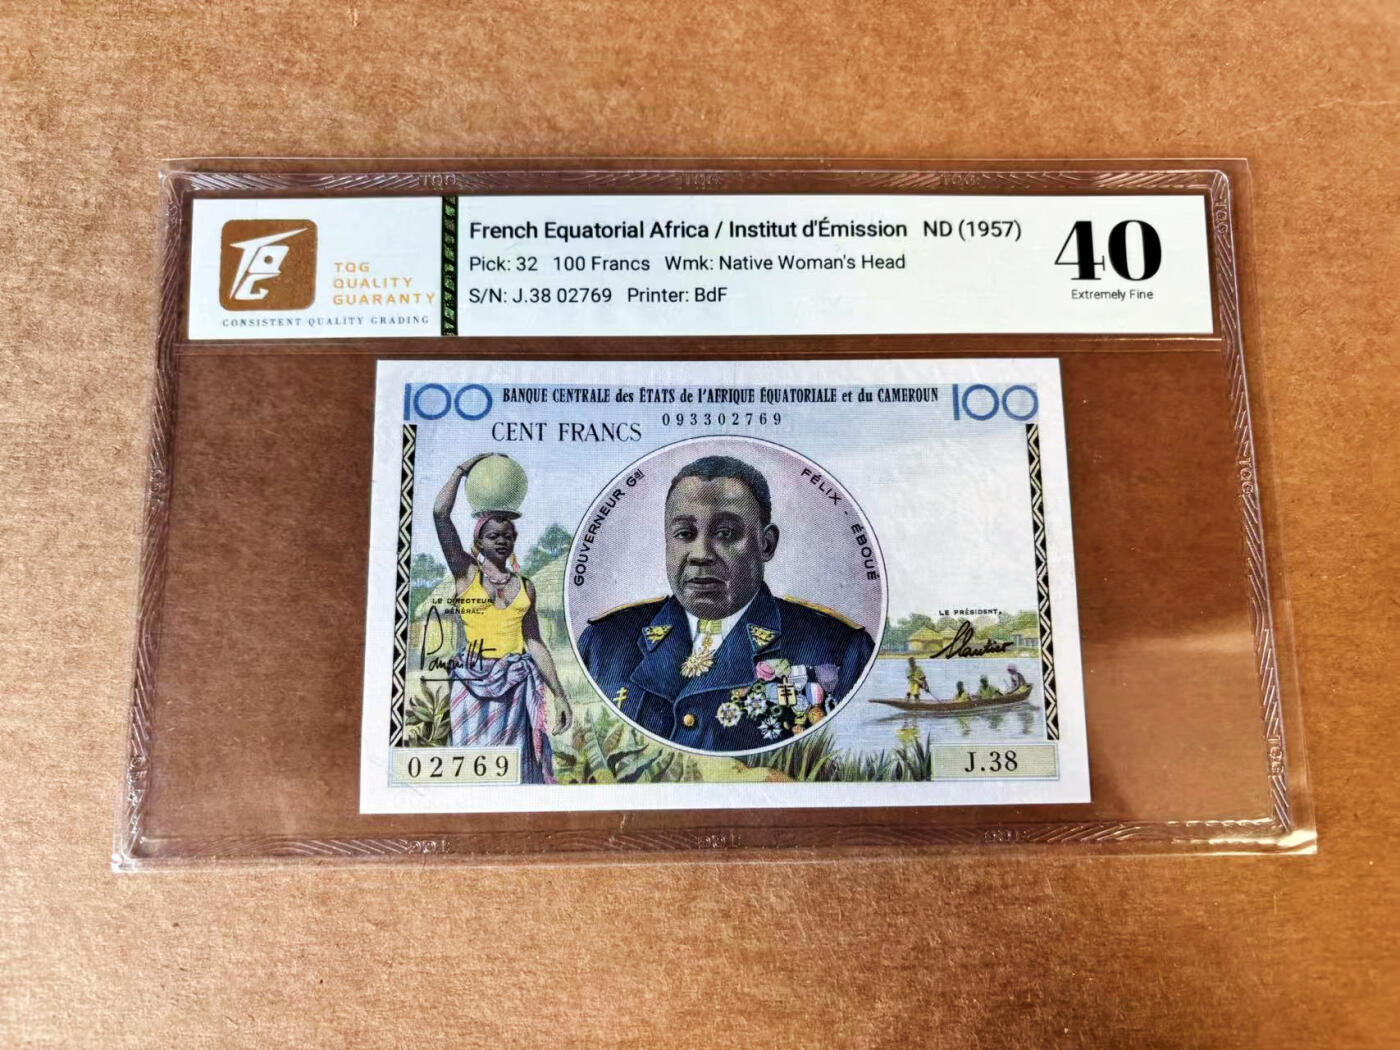 TQG
QUALITY
GUARANTY
CONSISTENT QUALITY GRADING
French Equatorial Africa / Institut d'Émission ND (1957)
Pick: 32 100 Francs Wmk: Native Woman's Head
S/N: J.38 02769 Printer: BdF
40
Extremely Fine
100 BANQUE CENTRALE des ÉTATS de l'AFRIQUE ÉQUATORIALE et du CAMEROUN 100
093302769
CENT FRANCS
GOUVERNEUR Gal FÉLIX - ÉBOUÉ
LE DIRECTEUR
GÉNÉRAL,
LE PRÉSIDENT,
02769
J.38